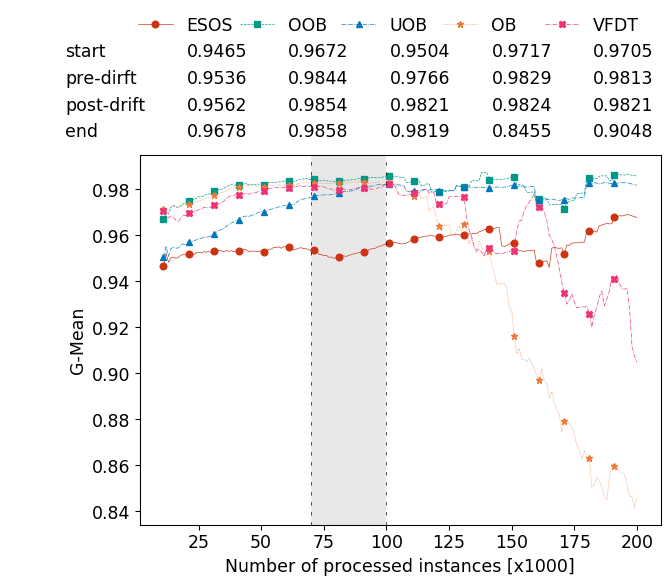 ESOS OOB UOB OB VFDT
start 0.9465 0.9672 0.9504 0.9717 0.9705
pre-dirft 0.9536 0.9844 0.9766 0.9829 0.9813
post-drift 0.9562 0.9854 0.9821 0.9824 0.9821
end 0.9678 0.9858 0.9819 0.8455 0.9048
0.98
0.96
0.94
0.92
0.90
0.88
0.86
0.84
G-Mean
25 50 75 100 125 150 175 200
Number of processed instances [x1000]